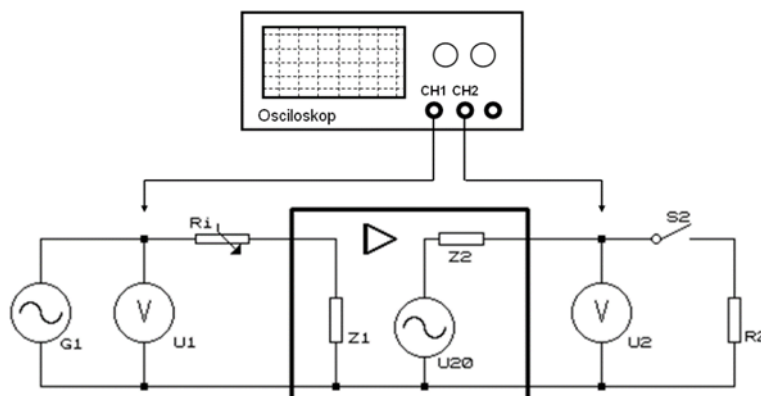 CH1 CH2
Osciloskop
Ri
S2
Z2
V
V
G1
U1
Z1
U20
U2
R2